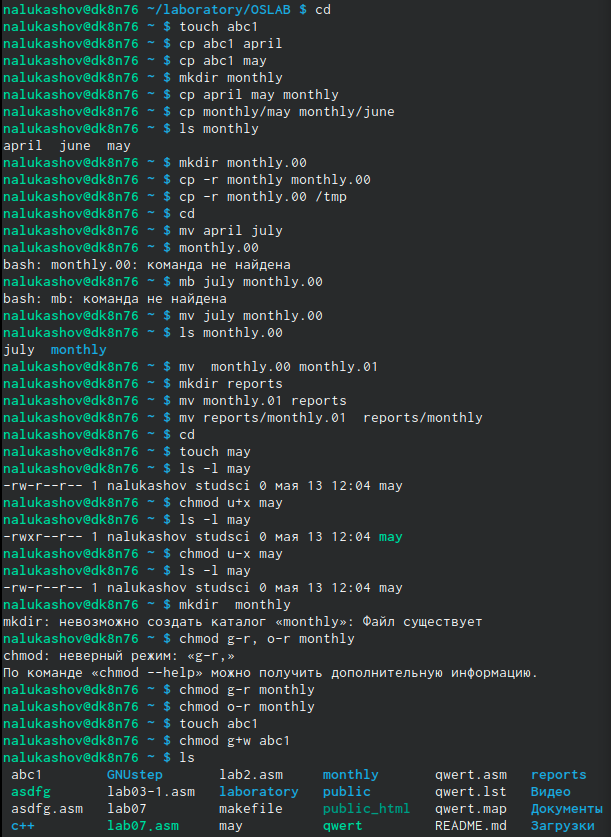 nalukashov@dk8n76 ~/laboratory/OSLAB $ cd
nalukashov@dk8n76 ~ $ touch abc1
nalukashov@dk8n76 ~ $ cp abc1 april
nalukashov@dk8n76 ~ $ cp abc1 may
nalukashov@dk8n76 ~ $ mkdir monthly
nalukashov@dk8n76 ~ $ cp april may monthly
nalukashov@dk8n76 ~ $ cp monthly/may monthly/june
nalukashov@dk8n76 ~ $ ls monthly
april  june  may
nalukashov@dk8n76 ~ $ mkdir monthly.00
nalukashov@dk8n76 ~ $ cp -r monthly monthly.00
nalukashov@dk8n76 ~ $ cp -r monthly.00 /tmp
nalukashov@dk8n76 ~ $ cd
nalukashov@dk8n76 ~ $ mv april july
nalukashov@dk8n76 ~ $ monthly.00
bash: monthly.00: команда не найдена
nalukashov@dk8n76 ~ $ mb july monthly.00
bash: mb: команда не найдена
nalukashov@dk8n76 ~ $ mv july monthly.00
nalukashov@dk8n76 ~ $ ls monthly.00
july  monthly
nalukashov@dk8n76 ~ $ mv  monthly.00 monthly.01
nalukashov@dk8n76 ~ $ mkdir reports
nalukashov@dk8n76 ~ $ mv monthly.01 reports
nalukashov@dk8n76 ~ $ mv reports/monthly.01  reports/monthly
nalukashov@dk8n76 ~ $ cd
nalukashov@dk8n76 ~ $ touch may
nalukashov@dk8n76 ~ $ ls -l may
-rw-r--r-- 1 nalukashov studsci 0 мая 13 12:04 may
nalukashov@dk8n76 ~ $ chmod u+x may
nalukashov@dk8n76 ~ $ ls -l may
-rwxr--r-- 1 nalukashov studsci 0 мая 13 12:04 may
nalukashov@dk8n76 ~ $ chmod u-x may
nalukashov@dk8n76 ~ $ ls -l may
-rw-r--r-- 1 nalukashov studsci 0 мая 13 12:04 may
nalukashov@dk8n76 ~ $ mkdir  monthly
mkdir: невозможно создать каталог «monthly»: Файл существует
nalukashov@dk8n76 ~ $ chmod g-r, o-r monthly
chmod: неверный режим: «g-r,»
По команде «chmod --help» можно получить дополнительную информацию.
nalukashov@dk8n76 ~ $ chmod g-r monthly
nalukashov@dk8n76 ~ $ chmod o-r monthly
nalukashov@dk8n76 ~ $ touch abc1
nalukashov@dk8n76 ~ $ chmod g+w abc1
nalukashov@dk8n76 ~ $ ls
abc1  GNUstep  lab2.asm  monthly  qwert.asm  reports
asdfg  lab03-1.asm  laboratory  public  qwert.lst  Видео
asdfg.asm  lab07  makefile  public_html  qwert.map  Документы
c++  lab07.asm  may  qwert  README.md  Загрузки